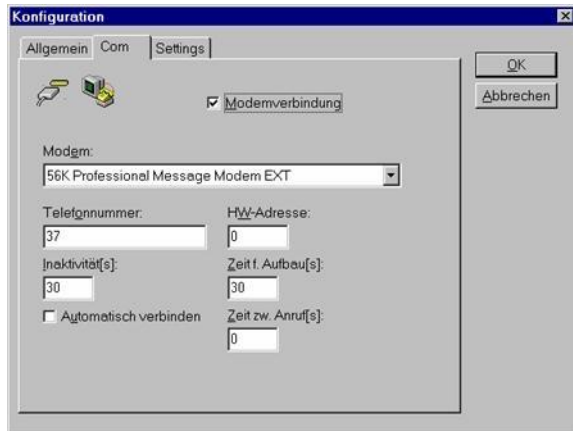 Konfiguration
Allgemein Com Settings
OK
Abbrechen
Modemverbindung
Modem:
56K Professional Message Modem EXT
Telefonnummer: HW-Adresse:
37 0
Inaktivität[s]: Zeit f. Aufbau[s]:
30 30
Automatisch verbinden Zeit zw. Anruf[s]:
0